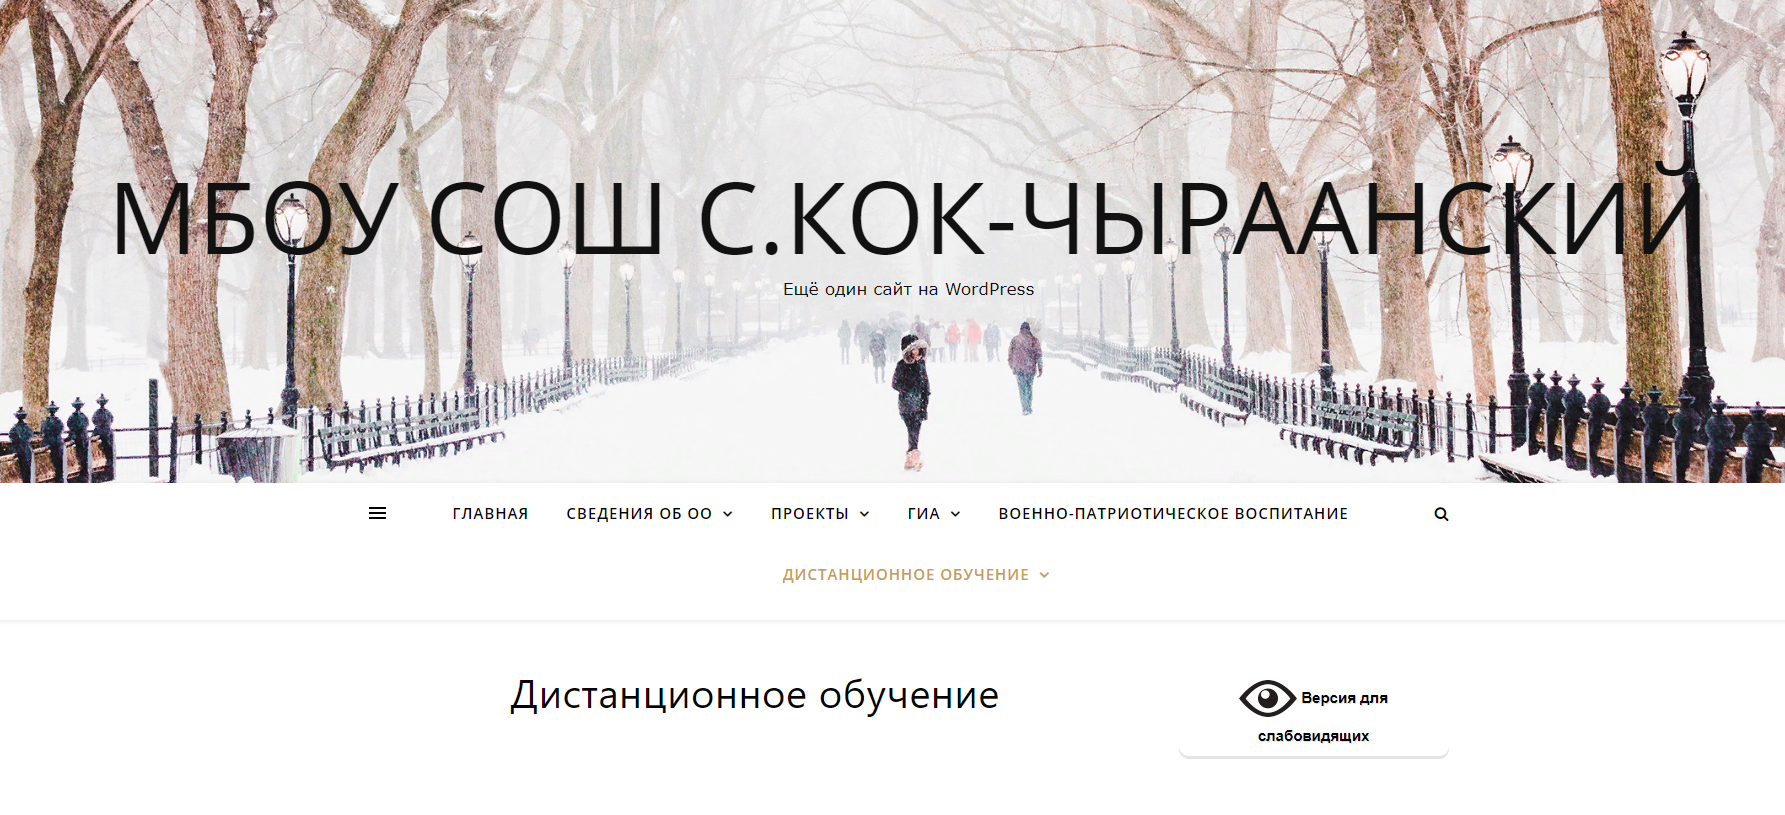 МБОУ СОШ С.КОК-ЧЫРААНСКИЙ
Ещё один сайт на WordPress
ГЛАВНАЯ СВЕДЕНИЯ ОБ ОО ПРОЕКТЫ ГИА ВОЕННО-ПАТРИОТИЧЕСКОЕ ВОСПИТАНИЕ
ДИСТАНЦИОННОЕ ОБУЧЕНИЕ
Дистанционное обучение
Версия для
слабовидящих